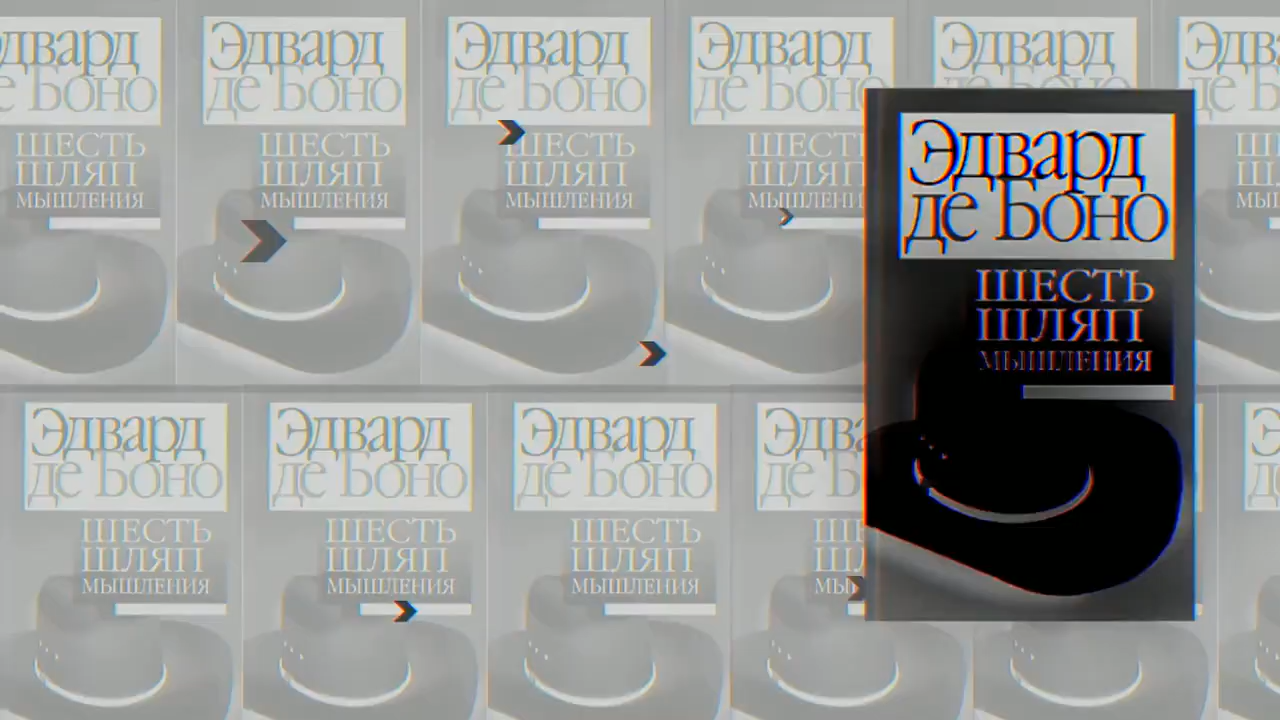 Эдвард
де Боно
ШЕСТЬ
ШЛЯП
МЫШЛЕНИЯ